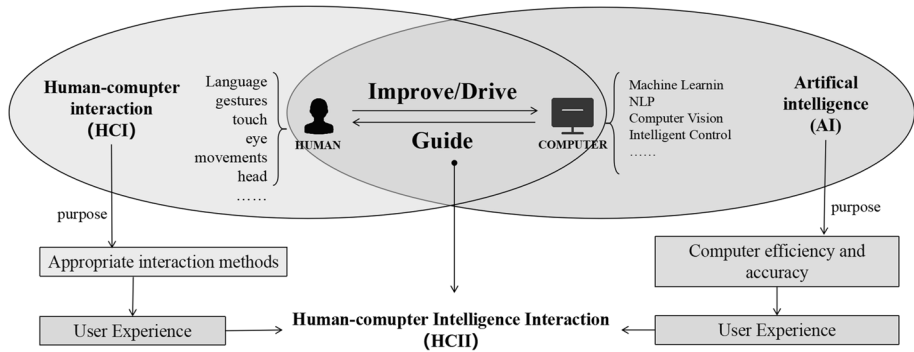 Human-comupter
interaction
(HCI)
Language
gestures
touch
eye
movements
head
……
HUMAN
Improve/Drive
Guide
COMPUTER
Machine Learnin
NLP
Computer Vision
Intelligent Control
……
Artifical
intelligence
(AI)
purpose
purpose
Appropriate interaction methods
Computer efficiency and
accuracy
User Experience
Human-comupter Intelligence Interaction
(HCII)
User Experience